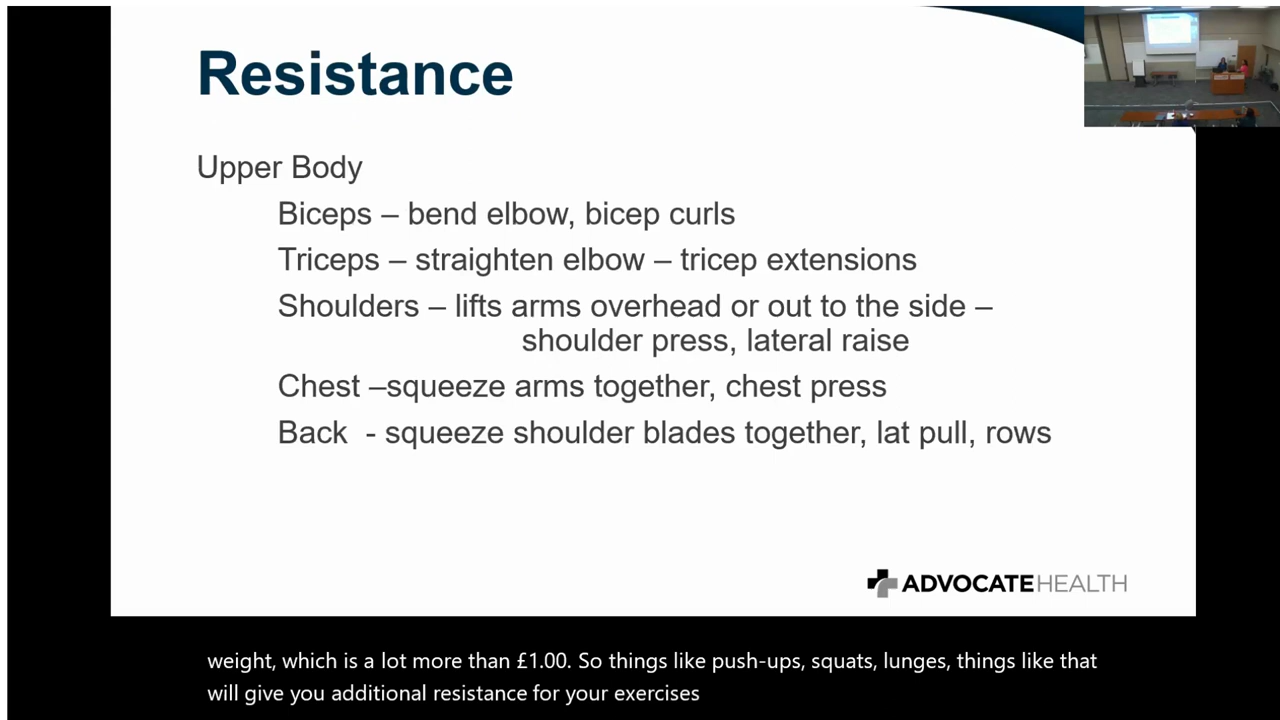 Resistance
Upper Body
Biceps – bend elbow, bicep curls
Triceps – straighten elbow – tricep extensions
Shoulders – lifts arms overhead or out to the side –
shoulder press, lateral raise
Chest –squeeze arms together, chest press
Back - squeeze shoulder blades together, lat pull, rows
ADVOCATEHEALTH
weight, which is a lot more than £1.00. So things like push-ups, squats, lunges, things like that
will give you additional resistance for your exercises